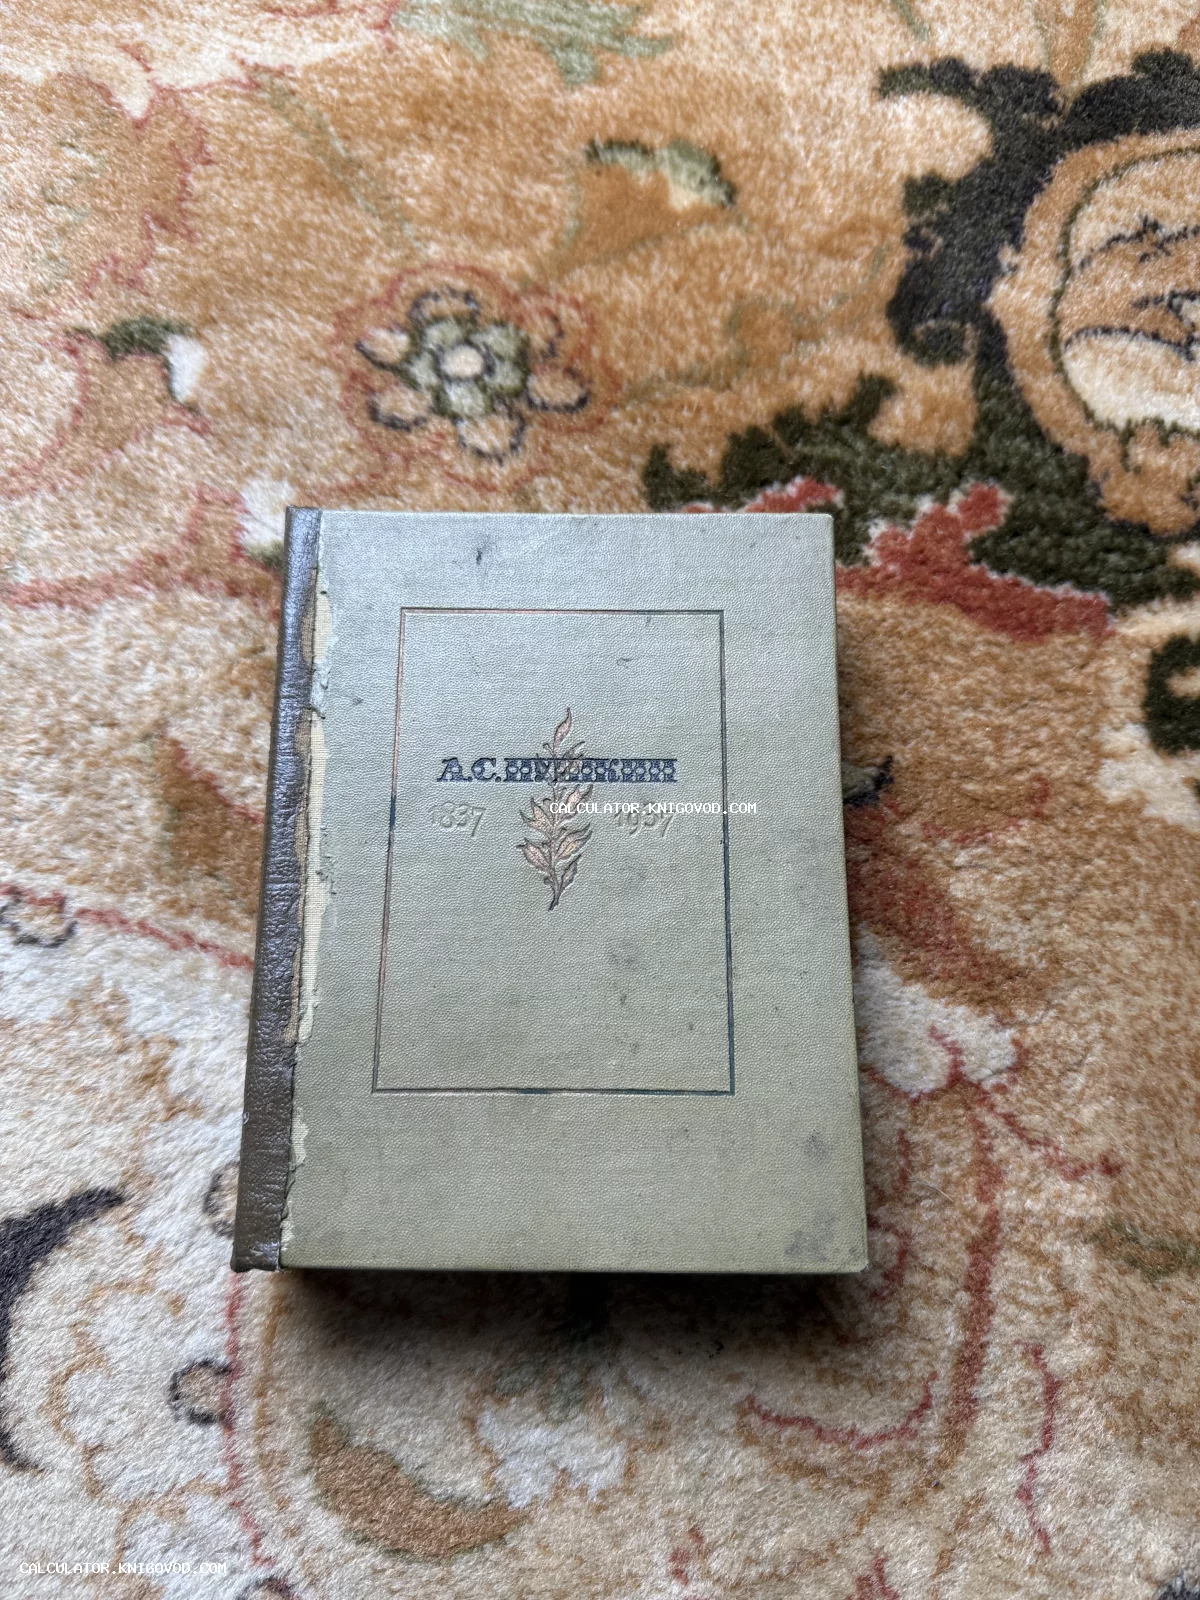 А.С. ПУШКИН
1837 1937
CALCULATOR.KNIGOVOD.COM
CALCULATOR.KNIGOVOD.COM